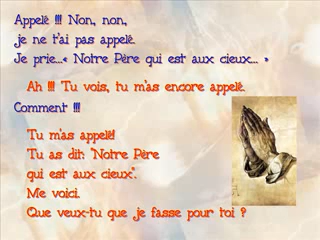 Appelé !!! Non, non,
je ne t'ai pas appelé.
Je prie...« Notre Père qui est aux cieux... »
Ah !!! Tu vois, tu m'as encore appelé.
Comment !!!
Tu m'as appelé!
Tu as dit: "Notre Père
qui est aux cieux".
Me voici.
Que veux-tu que je fasse pour toi ?